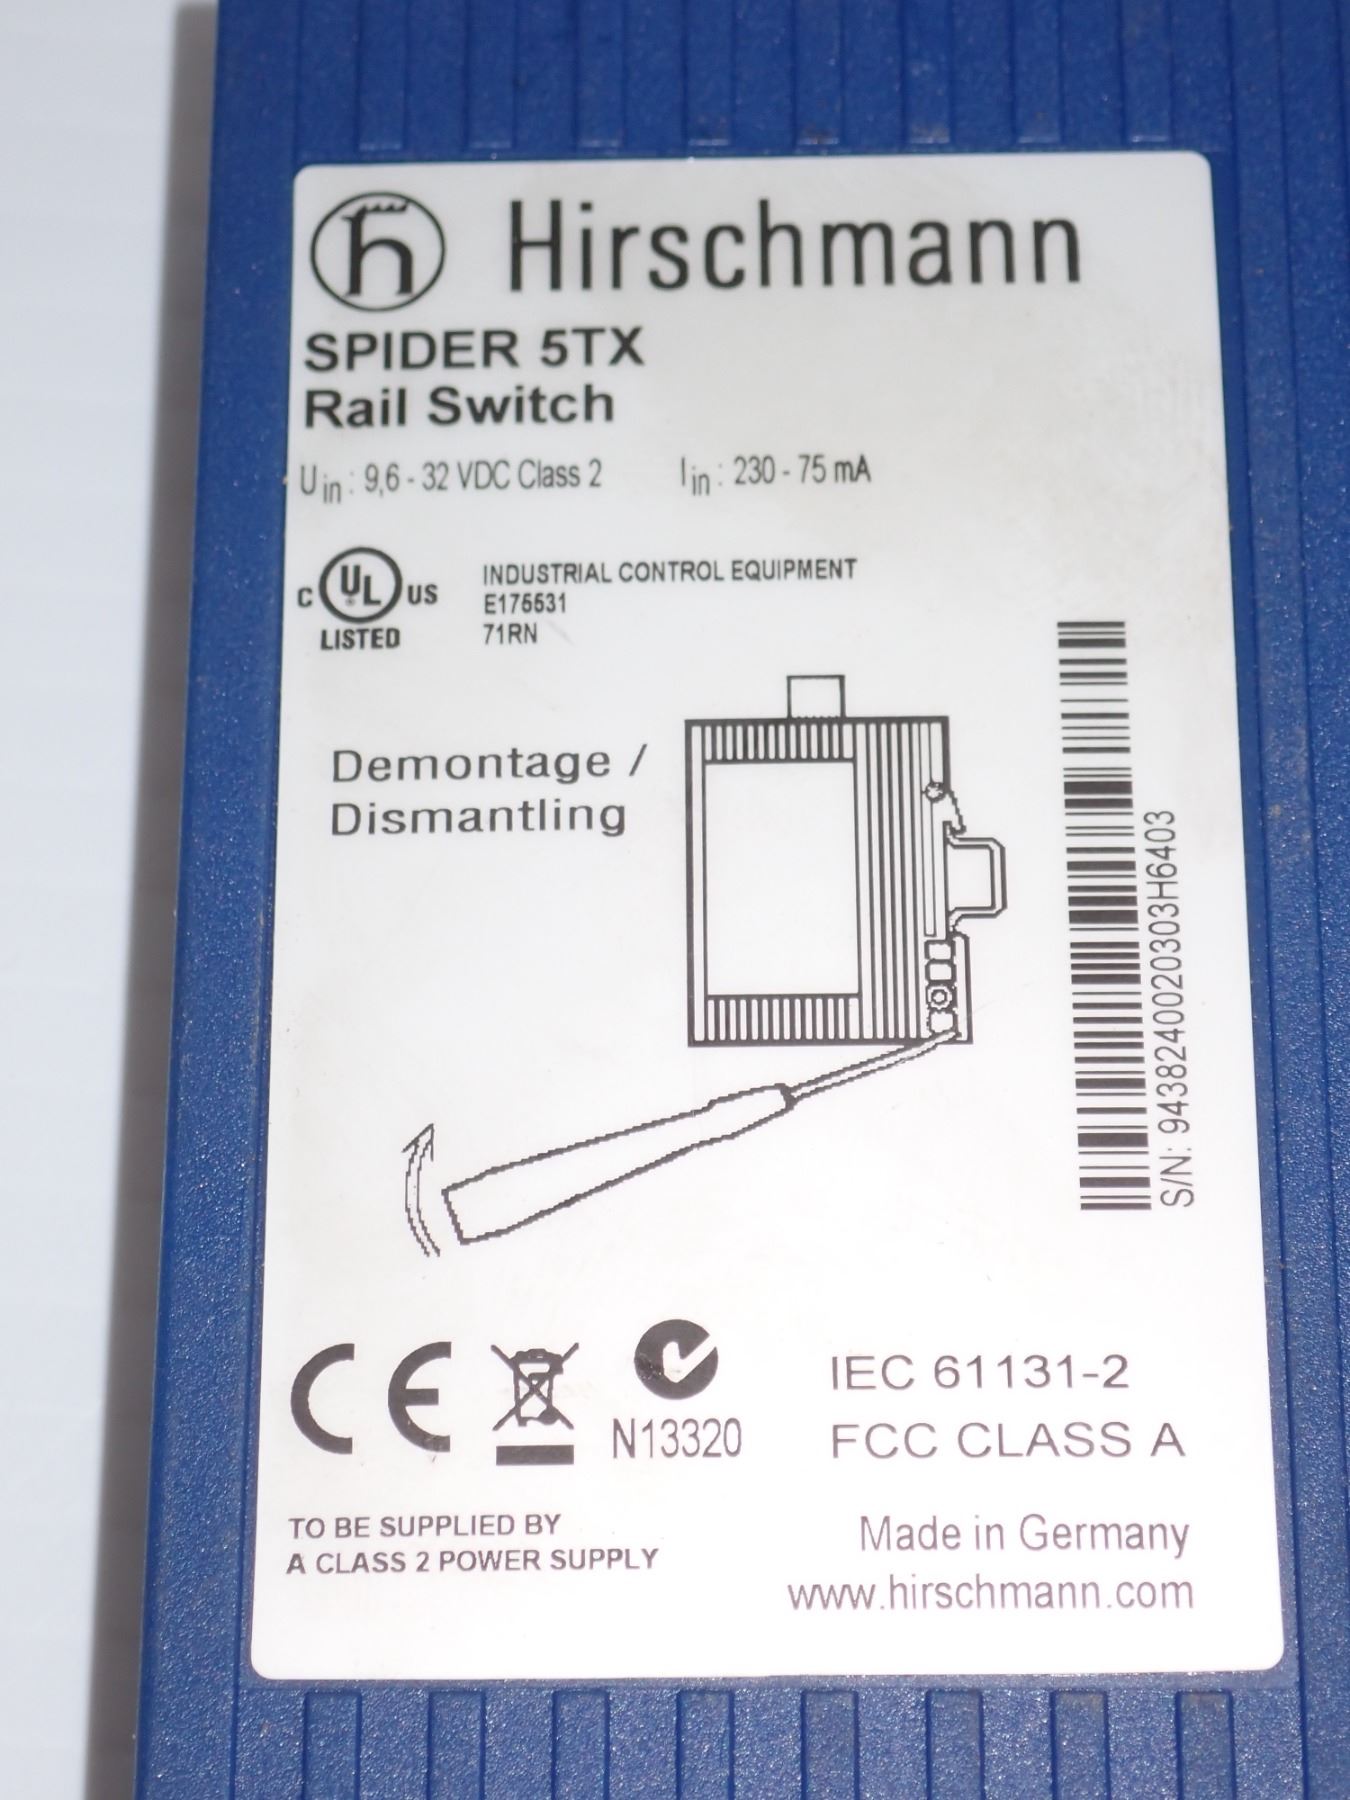 Hirschmann
SPIDER 5TX
Rail Switch
Uin : 9,6 - 32 VDC Class 2 Iin : 230 - 75 mA
C UL US
LISTED
INDUSTRIAL CONTROL EQUIPMENT
E175531
71RN
Demontage /
Dismantling
S/N: 9438240020303H6403
CE
N13320
IEC 61131-2
FCC CLASS A
TO BE SUPPLIED BY
A CLASS 2 POWER SUPPLY
Made in Germany
www.hirschmann.com